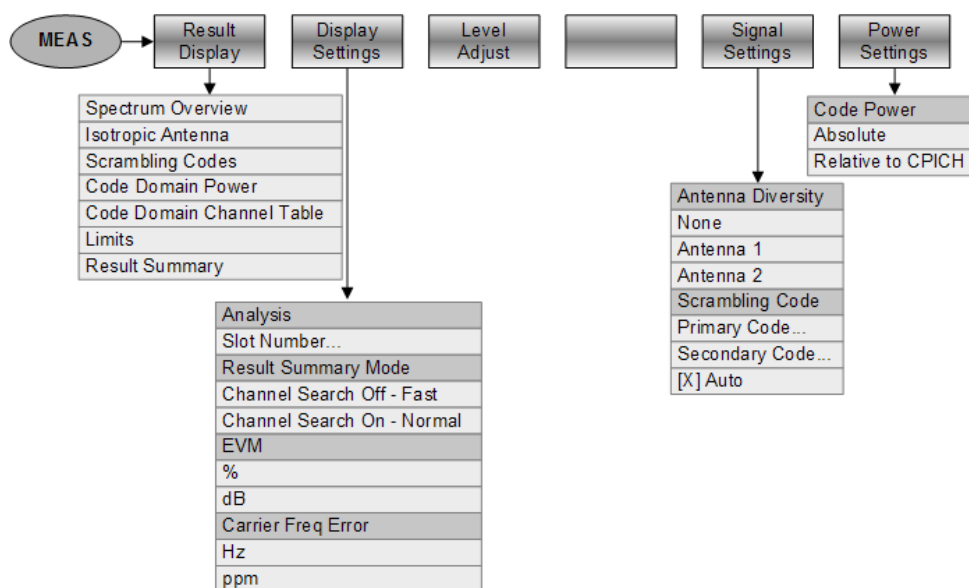 MEAS
Result
Display
Display
Settings
Level
Adjust
Signal
Settings
Power
Settings
Spectrum Overview
Isotropic Antenna
Scrambling Codes
Code Domain Power
Code Domain Channel Table
Limits
Result Summary
Analysis
Slot Number...
Result Summary Mode
Channel Search Off - Fast
Channel Search On - Normal
EVM
%
dB
Carrier Freq Error
Hz
ppm
Antenna Diversity
None
Antenna 1
Antenna 2
Scrambling Code
Primary Code...
Secondary Code...
[X] Auto
Code Power
Absolute
Relative to CPICH